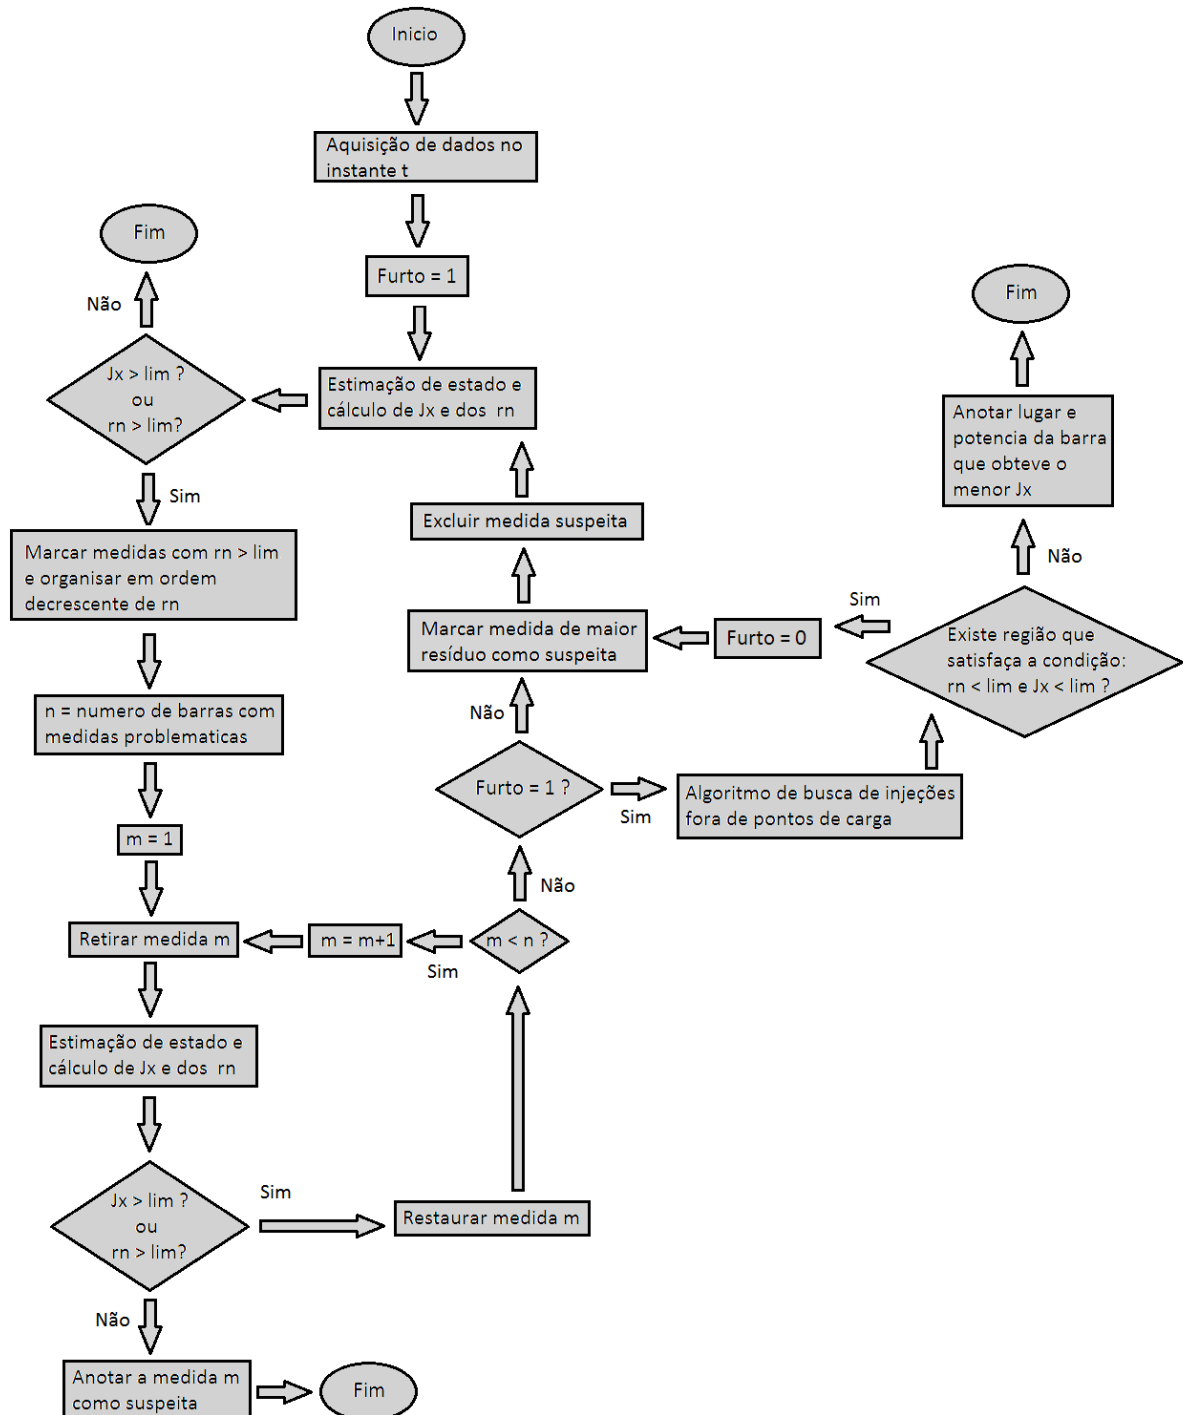 Inicio
Aquisição de dados no
instante t
Furto = 1
Estimação de estado e
cálculo de Jx e dos rn
Jx > lim ?
ou
rn > lim?
Não
Fim
Sim
Marcar medidas com rn > lim
e organisar em ordem
decrescente de rn
n = numero de barras com
medidas problematicas
m = 1
Retirar medida m
Estimação de estado e
cálculo de Jx e dos rn
Jx > lim ?
ou
rn > lim?
Não
Anotar a medida m
como suspeita
Fim
Sim
Restaurar medida m
m < n ?
Sim
m = m+1
Não
Furto = 1 ?
Não
Marcar medida de maior
resíduo como suspeita
Excluir medida suspeita
Sim
Algoritmo de busca de injeções
fora de pontos de carga
Existe região que
satisfaça a condição:
rn < lim e Jx < lim ?
Sim
Furto = 0
Não
Anotar lugar e
potencia da barra
que obteve o
menor Jx
Fim